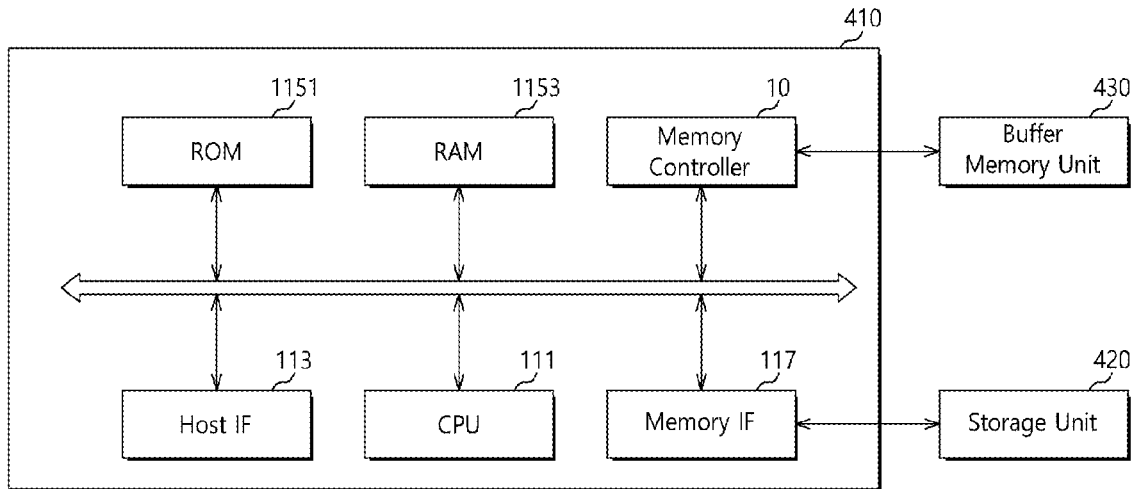 410
1151
1153
10
430
ROM
RAM
Memory
Controller
Buffer
Memory Unit
113
111
117
420
Host IF
CPU
Memory IF
Storage Unit